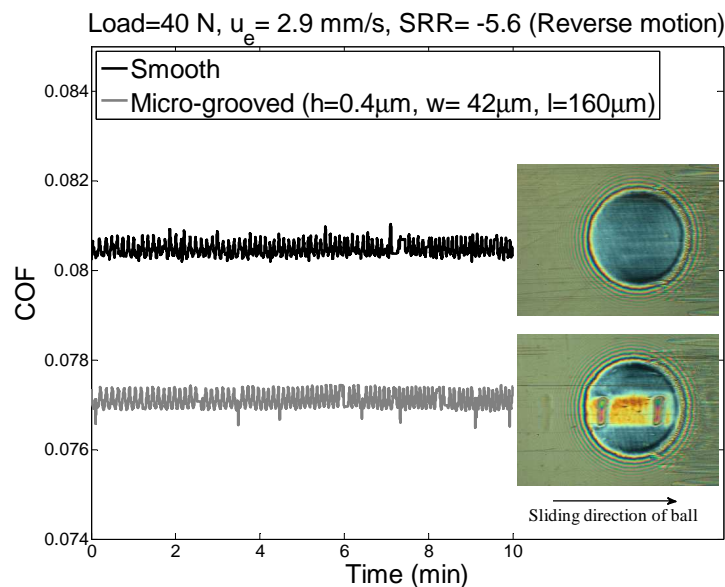 Load=40 N, u_e= 2.9 mm/s, SRR= -5.6 (Reverse motion)
Smooth
Micro-grooved (h=0.4μm, w= 42μm, l=160μm)
0.084
0.082
0.08
0.078
0.076
0.074
COF
0 2 4 6 8 10
Time (min)
Sliding direction of ball